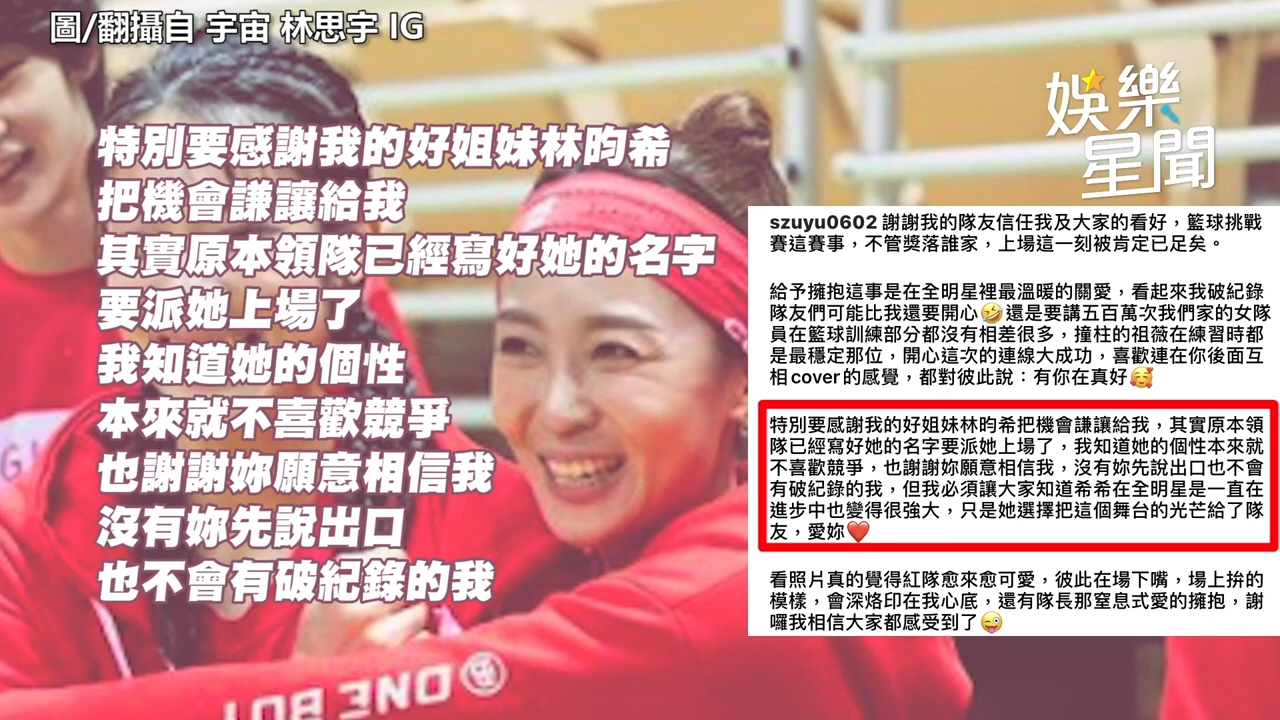 圖/翻攝自 宇宙 林思宇 IG
娛樂
星聞
特別要感謝我的好姐妹林昀希
把機會謙讓給我
其實原本領隊已經寫好她的名字
要派她上場了
我知道她的個性
本來就不喜歡競爭
也謝謝妳願意相信我
沒有妳先說出口
也不會有破紀錄的我
szuyu0602 謝謝我的隊友信任我及大家的看好，籃球挑戰
賽這賽事，不管獎落誰家，上場這一刻被肯定已足矣。
給予擁抱這事是在全明星裡最溫暖的關愛，看起來我破紀錄
隊友們可能比我還要開心🤣還是要講五百萬次我們家的女隊
員在籃球訓練部分都沒有相差很多，撞柱的祖薇在練習時都
是最穩定那位，開心這次的連線大成功，喜歡連在你後面互
相cover的感覺，都對彼此說：有你在真好🥰
特別要感謝我的好姐妹林昀希把機會謙讓給我，其實原本領
隊已經寫好她的名字要派她上場了，我知道她的個性本來就
不喜歡競爭，也謝謝妳願意相信我，沒有妳先說出口也不會
有破紀錄的我，但我必須讓大家知道希希在全明星是一直在
進步中也變得很強大，只是她選擇把這個舞台的光芒給了隊
友，愛妳❤️
看照片真的覺得紅隊愈來愈可愛，彼此在場下嘴，場上拚的
模樣，會深烙印在我心底，還有隊長那窒息式愛的擁抱，謝
囉我相信大家都感受到了😜
ONE BOY